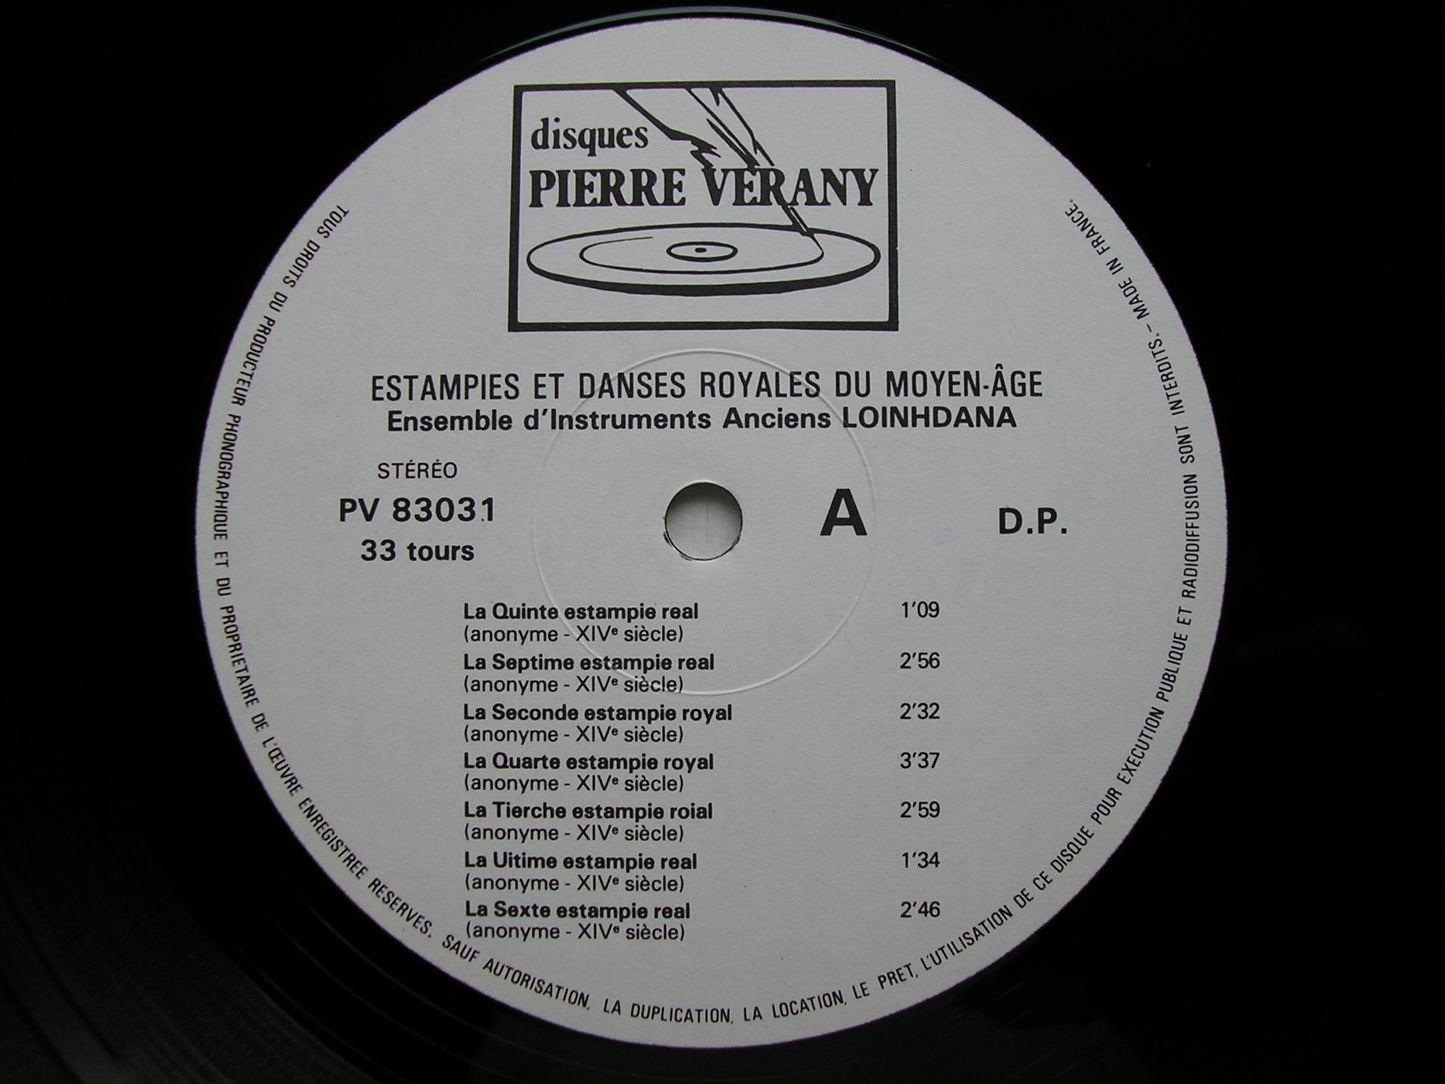 disques
PIERRE VERANY
ESTAMPIES ET DANSES ROYALES DU MOYEN-ÂGE
Ensemble d'Instruments Anciens LOINHDANA
STÉRÉO
PV 83031
33 tours
A
D.P.
La Quinte estampie real 1'09
(anonyme - XIVe siècle)
La Septime estampie real 2'56
(anonyme - XIVe siècle)
La Seconde estampie royal 2'32
(anonyme - XIVe siècle)
La Quarte estampie royal 3'37
(anonyme - XIVe siècle)
La Tierche estampie roial 2'59
(anonyme - XIVe siècle)
La Uitime estampie real 1'34
(anonyme - XIVe siècle)
La Sexte estampie real 2'46
(anonyme - XIVe siècle)
TOUS DROITS DU PRODUCTEUR PHONOGRAPHIQUE ET DU PROPRIETAIRE DE L'ŒUVRE ENREGISTREE RESERVES. SAUF AUTORISATION, LA DUPLICATION, LA LOCATION, LE PRET, L'UTILISATION DE CE DISQUE POUR EXECUTION PUBLIQUE ET RADIODIFFUSION SONT INTERDITS. - MADE IN FRANCE.